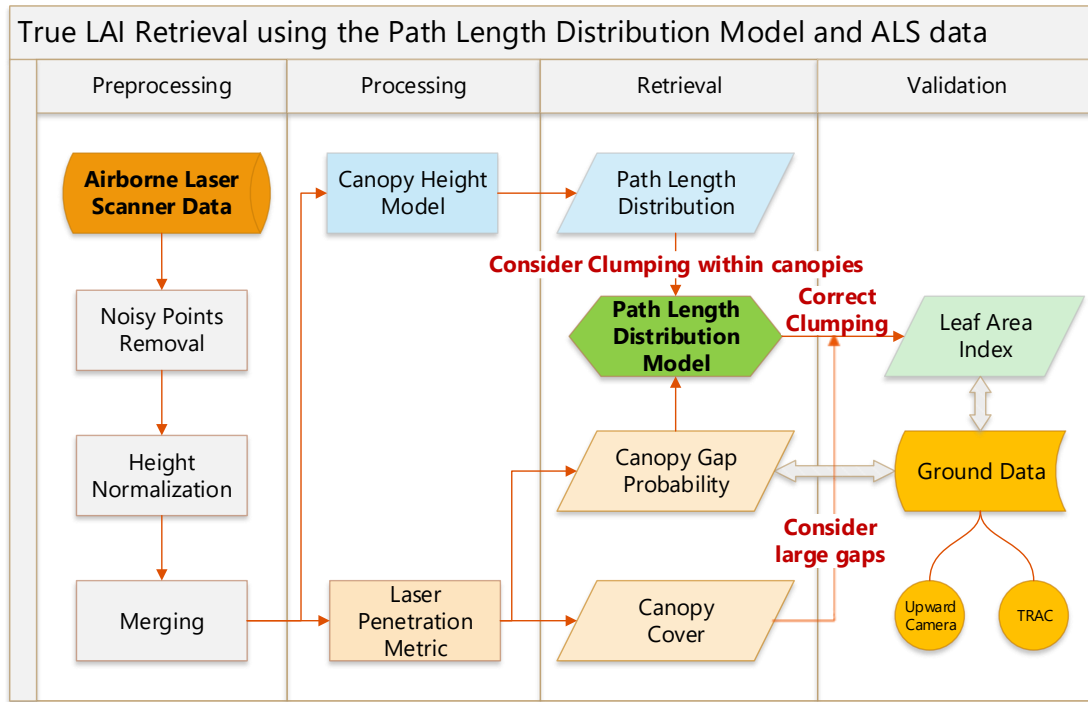 True LAI Retrieval using the Path Length Distribution Model and ALS data
Preprocessing
Processing
Retrieval
Validation
Airborne Laser
Scanner Data
Canopy Height
Model
Path Length
Distribution
Consider Clumping within canopies
Noisy Points
Removal
Path Length
Distribution
Model
Correct
Clumping
Leaf Area
Index
Height
Normalization
Canopy Gap
Probability
Ground Data
Consider
large gaps
Merging
Laser
Penetration
Metric
Canopy
Cover
Upward
Camera
TRAC